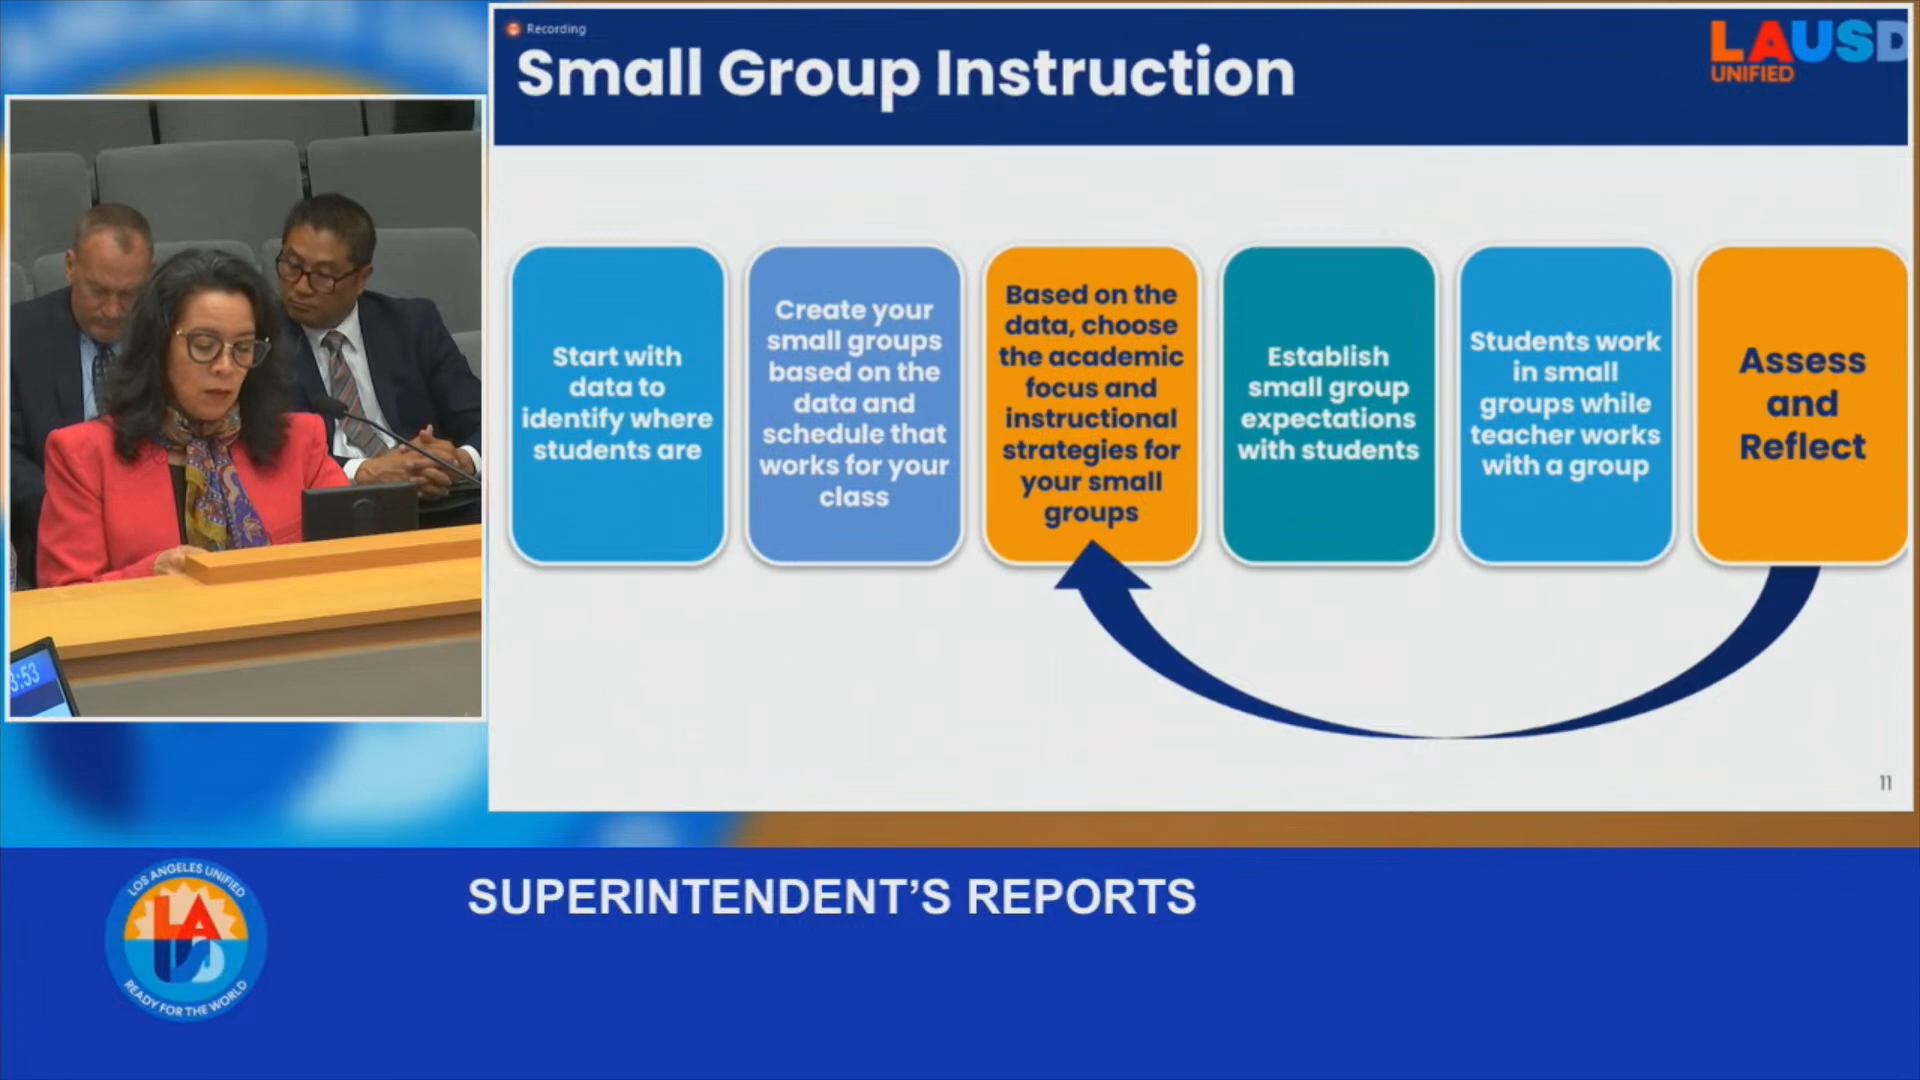 Recording
Small Group Instruction
LAUSD
UNIFIED
Start with
data to
identify where
students are
Create your
small groups
based on the
data and
schedule that
works for your
class
Based on the
data, choose
the academic
focus and
instructional
strategies for
your small
groups
Establish
small group
expectations
with students
Students work
in small
groups while
teacher works
with a group
Assess
and
Reflect
11
3:53
SUPERINTENDENT’S REPORTS
LOS ANGELES UNIFIED
LAUSD
READY FOR THE WORLD